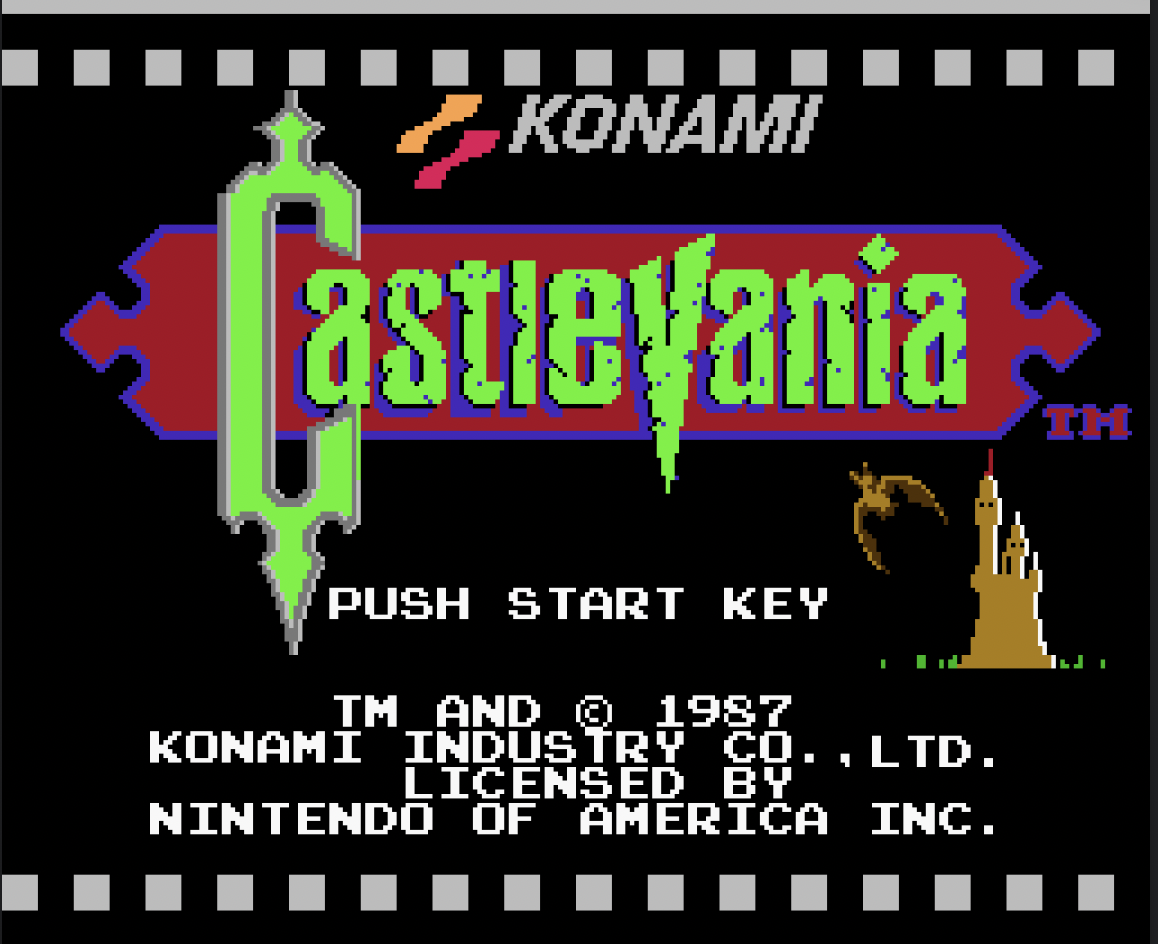 KONAMI
Castlevania
TM
PUSH START KEY
TM AND © 1987
KONAMI INDUSTRY CO.,LTD.
LICENSED BY
NINTENDO OF AMERICA INC.